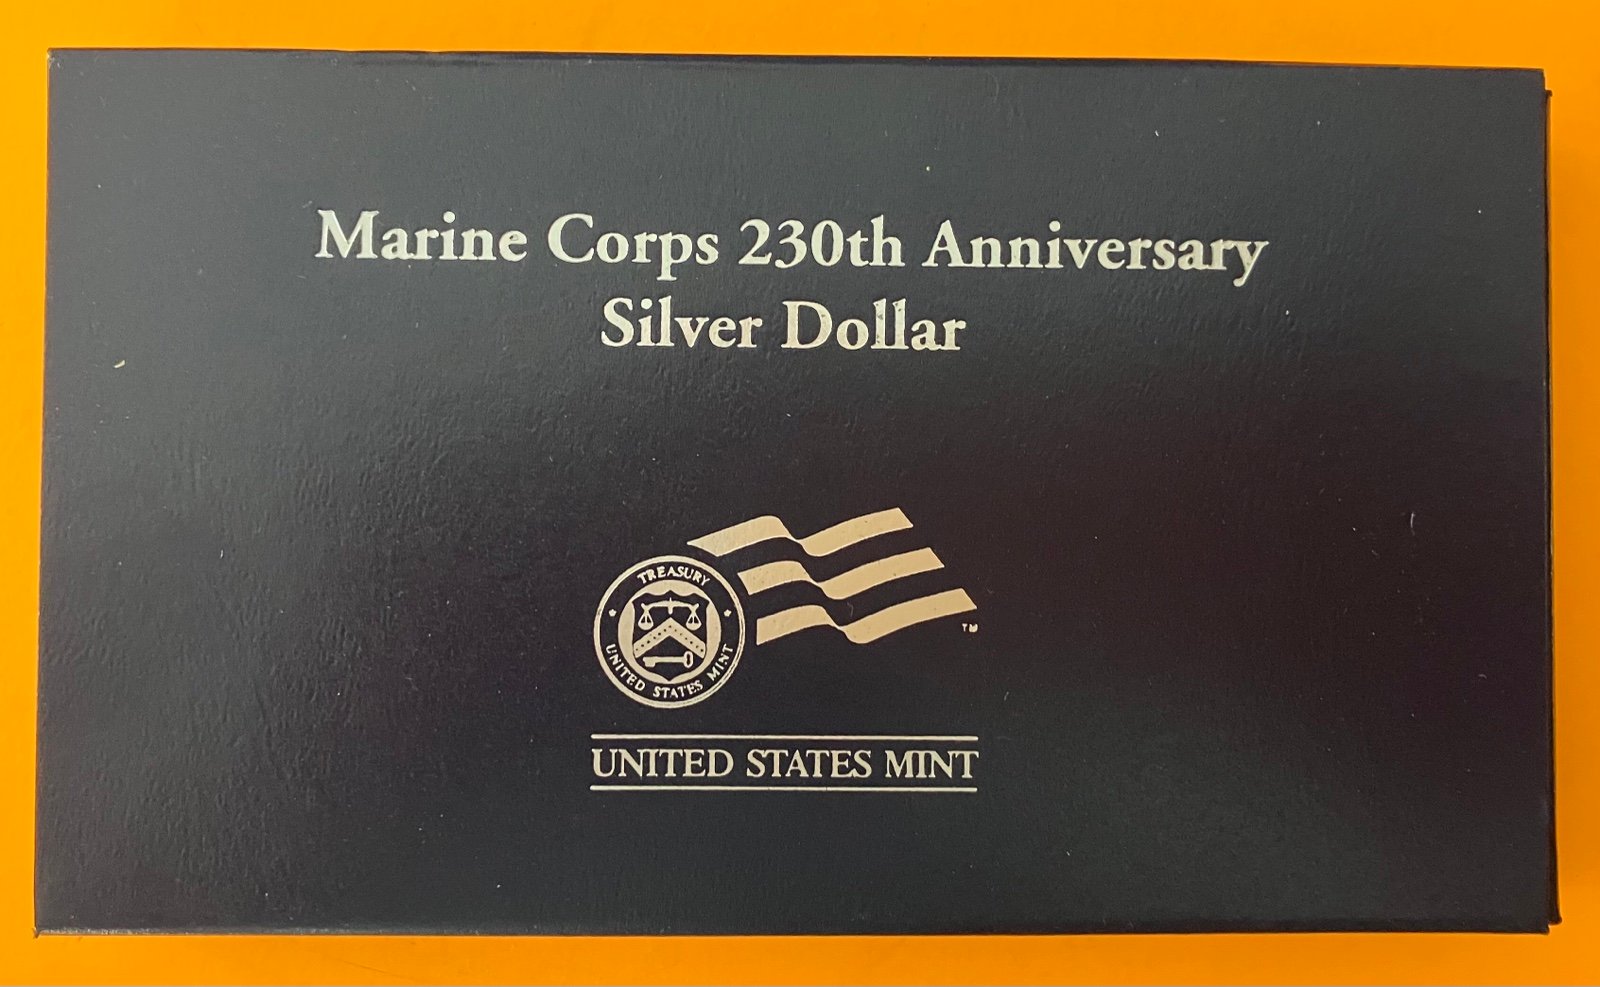 Marine Corps 230th Anniversary
Silver Dollar
TREASURY
UNITED STATES MINT
TM
UNITED STATES MINT